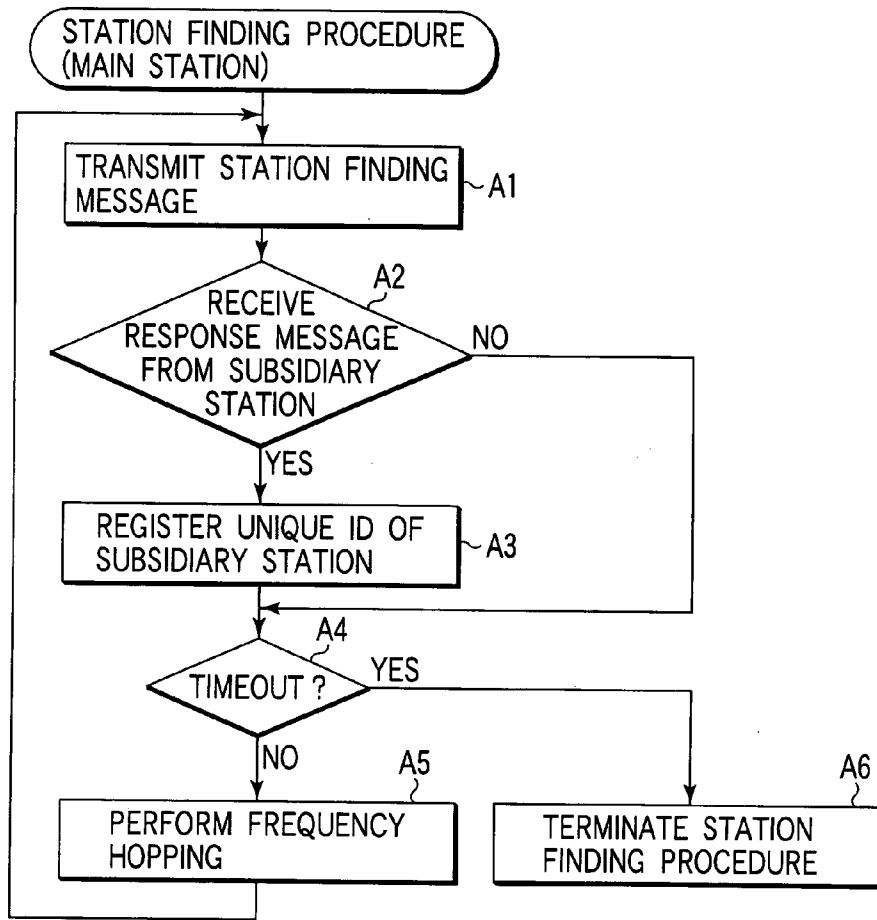 STATION FINDING PROCEDURE
(MAIN STATION)
TRANSMIT STATION FINDING
MESSAGE
A1
A2
RECEIVE
RESPONSE MESSAGE
FROM SUBSIDIARY
STATION
NO
YES
REGISTER UNIQUE ID OF
SUBSIDIARY STATION
A3
A4
TIMEOUT ?
YES
NO
A5
PERFORM FREQUENCY
HOPPING
A6
TERMINATE STATION
FINDING PROCEDURE